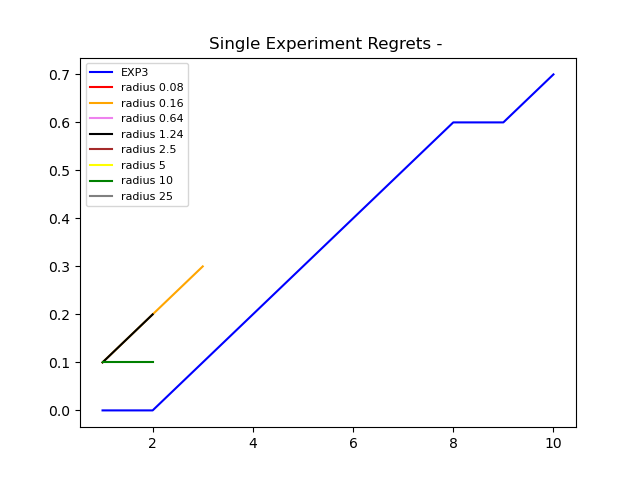 Single Experiment Regrets -
EXP3
radius 0.08
radius 0.16
radius 0.64
radius 1.24
radius 2.5
radius 5
radius 10
radius 25
0.7
0.6
0.5
0.4
0.3
0.2
0.1
0.0
2 4 6 8 10